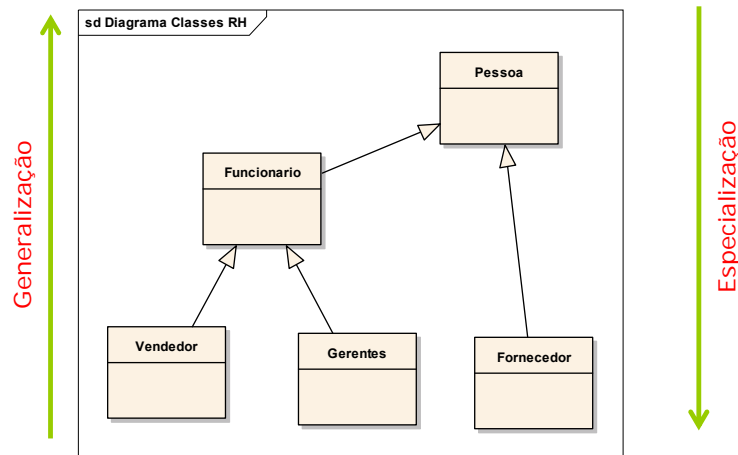 sd Diagrama Classes RH
Pessoa
Funcionario
Vendedor
Gerentes
Fornecedor
Generalização
Especialização